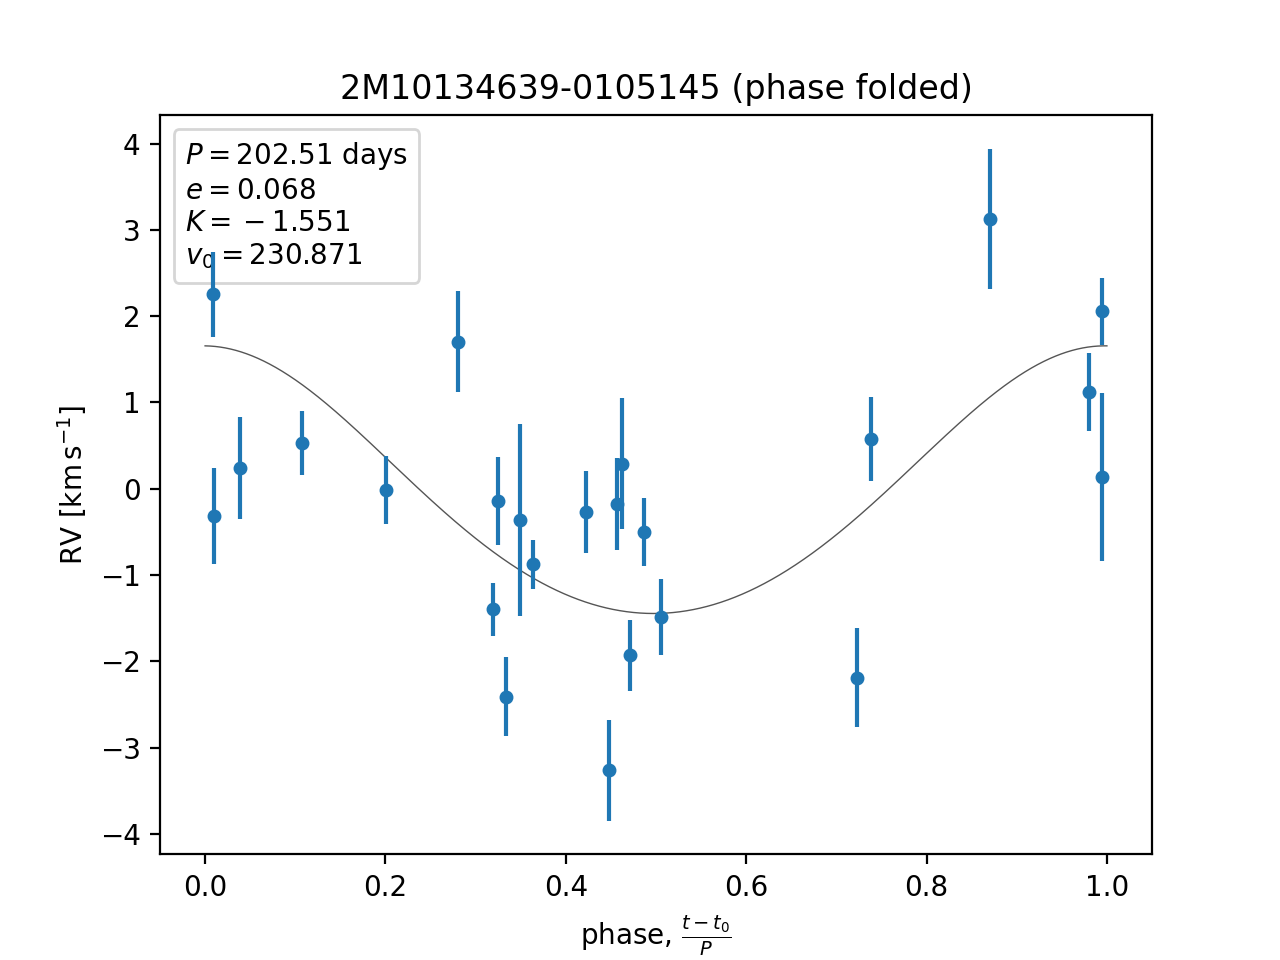 2M10134639-0105145 (phase folded)
P = 202.51 days
e = 0.068
K = −1.551
v₀ = 230.871
4
3
2
1
0
−1
−2
−3
−4
RV [km s⁻¹]
0.0 0.2 0.4 0.6 0.8 1.0
phase, (t − t₀)/P